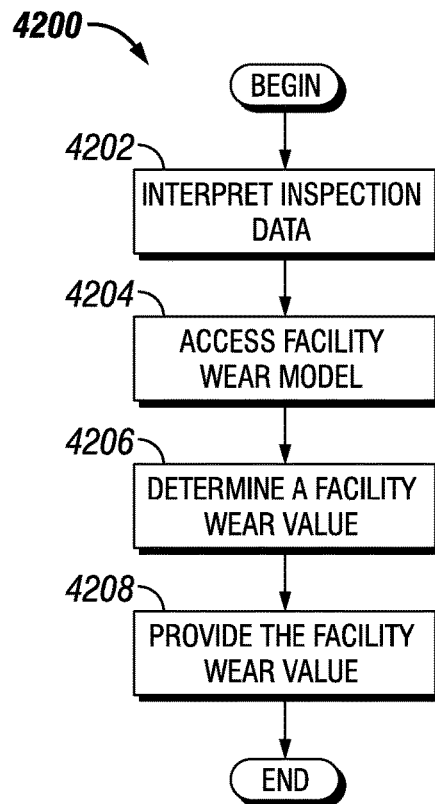 4200
BEGIN
4202
INTERPRET INSPECTION
DATA
4204
ACCESS FACILITY
WEAR MODEL
4206
DETERMINE A FACILITY
WEAR VALUE
4208
PROVIDE THE FACILITY
WEAR VALUE
END